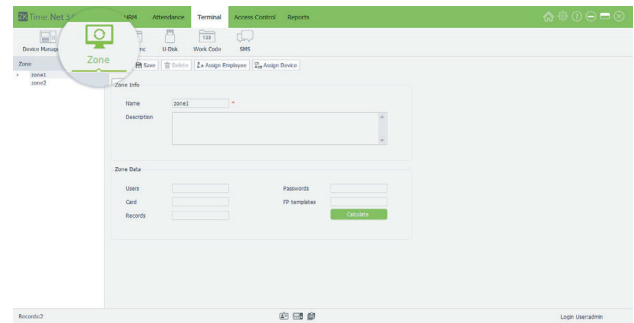 ZK Time.Net 3.
HRM Attendance Terminal Access Control Reports
Device Manag
Zone
nc U-Disk Work Code SMS
Zone
Save Delete Assign Employee Assign Device
zone1
zone2
Zone Info
Name zone1 *
Description
Zone Data
Users Passwords
Card FP templates
Records Calculate
Records:2 Login User:admin